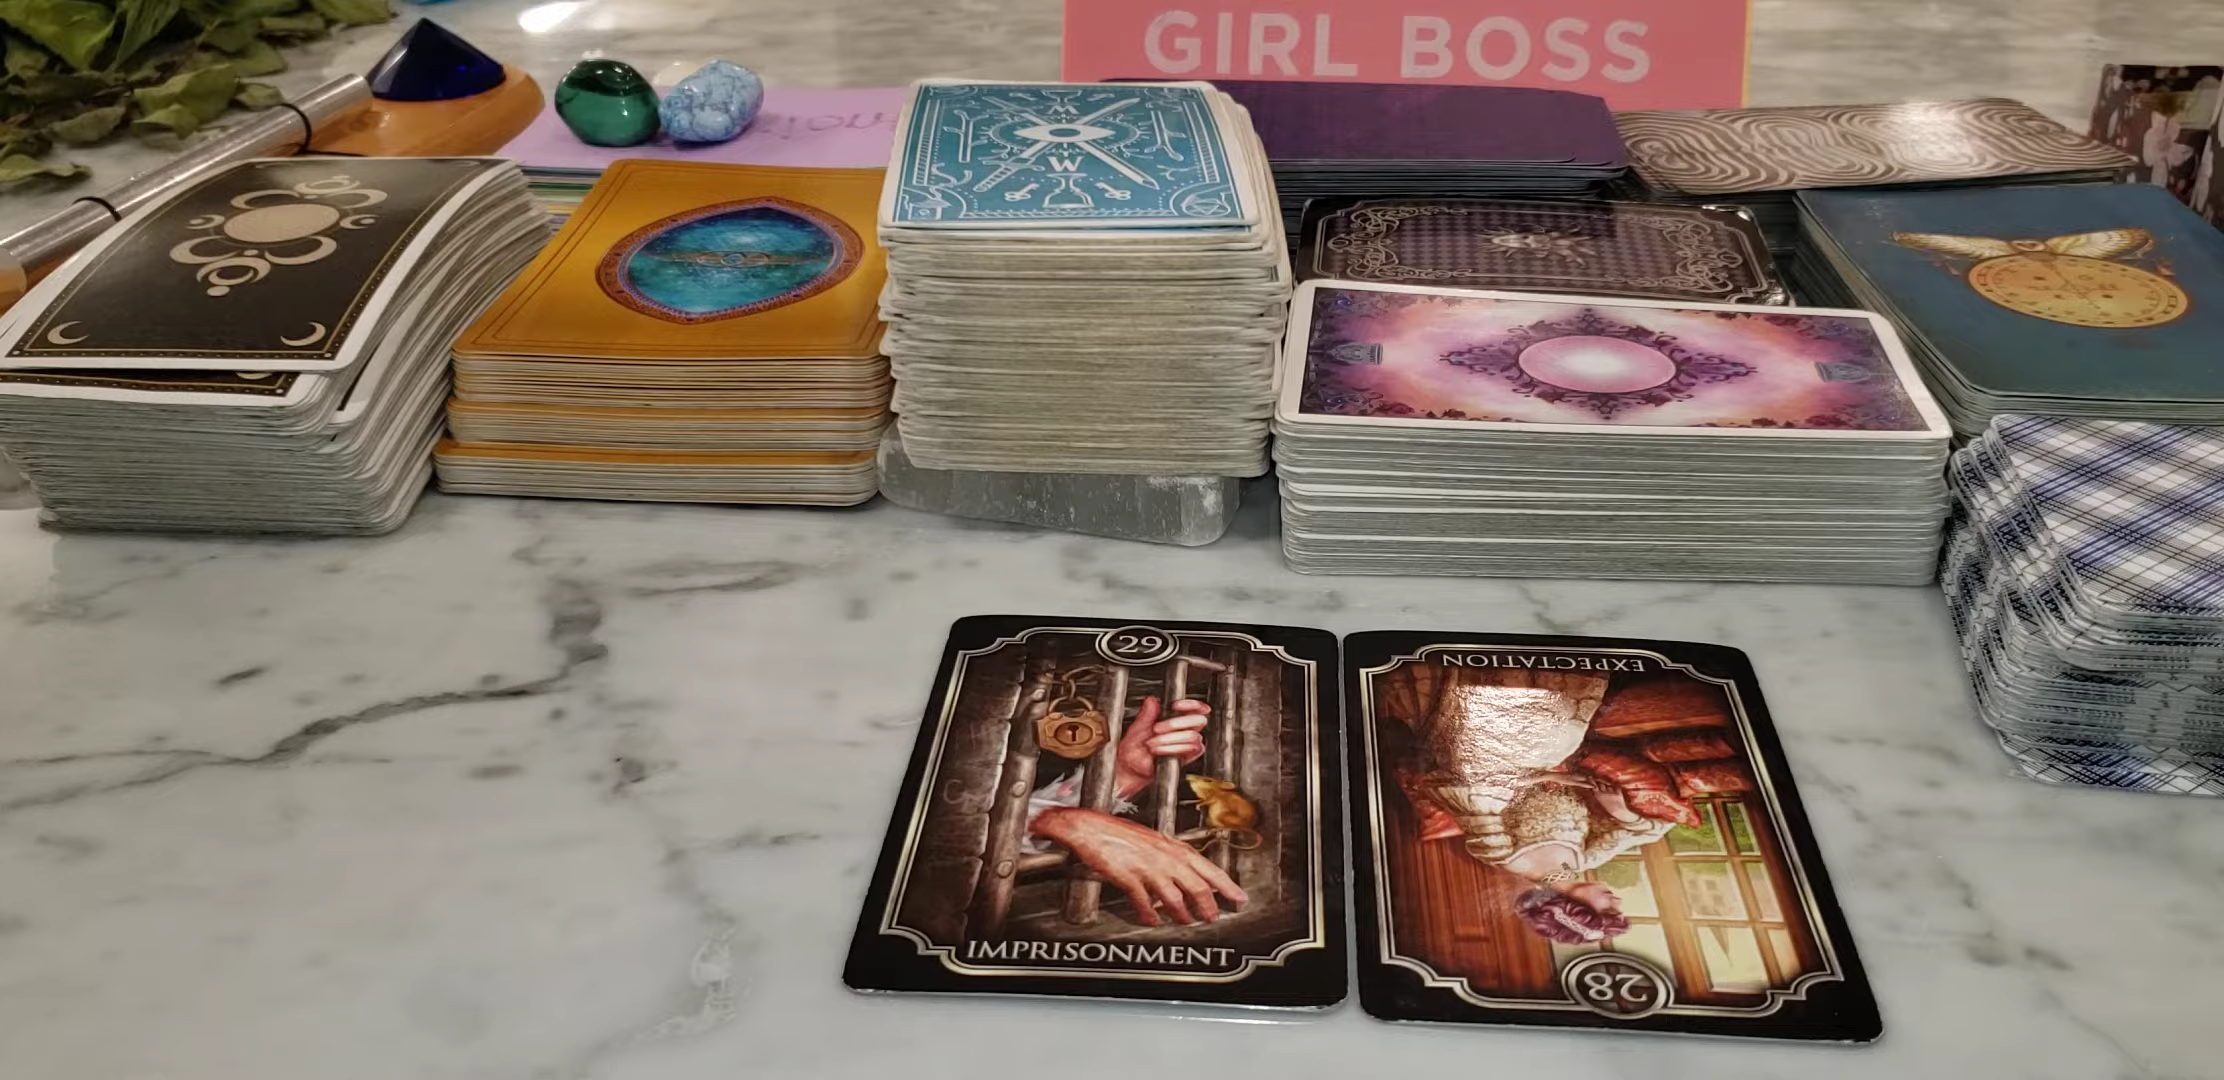 GIRL BOSS
M
W
29
IMPRISONMENT
EXPECTATION
28